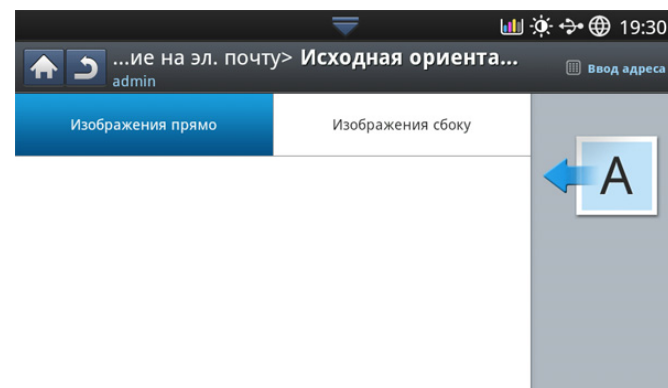 19:30
...ие на эл. почту> Исходная ориента...
admin
Ввод адреса
Изображения прямо
Изображения сбоку
A